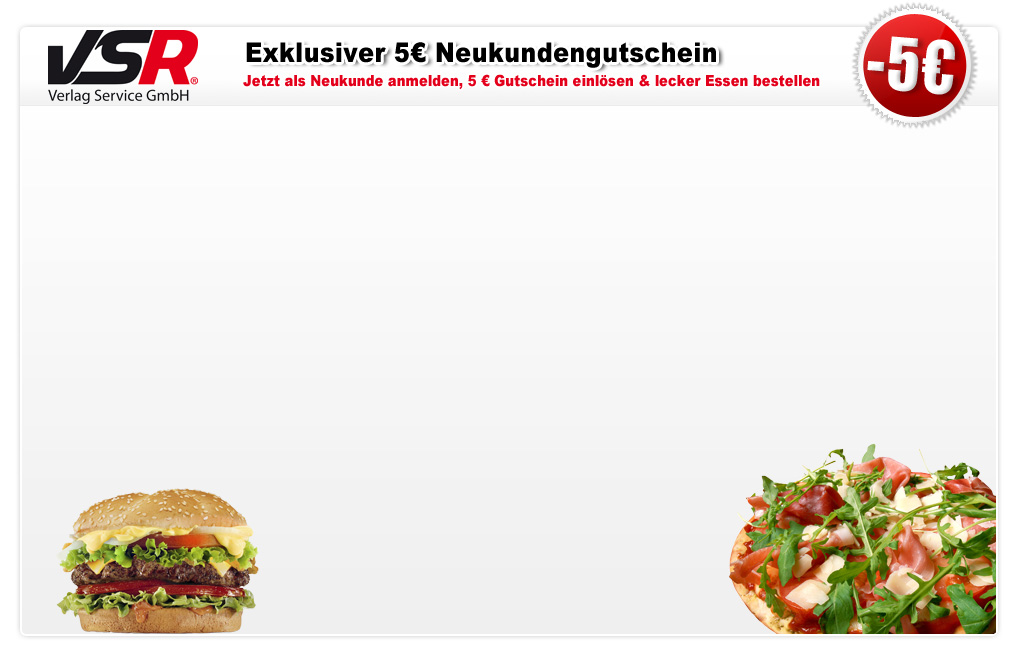 VSR®
Verlag Service GmbH
Exklusiver 5€ Neukundengutschein
Jetzt als Neukunde anmelden, 5 € Gutschein einlösen & lecker Essen bestellen
-5€